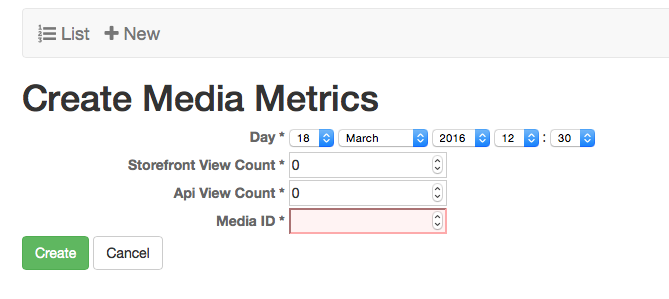 List New
Create Media Metrics
Day * 18 March 2016 12 : 30
Storefront View Count * 0
Api View Count * 0
Media ID *
Create Cancel